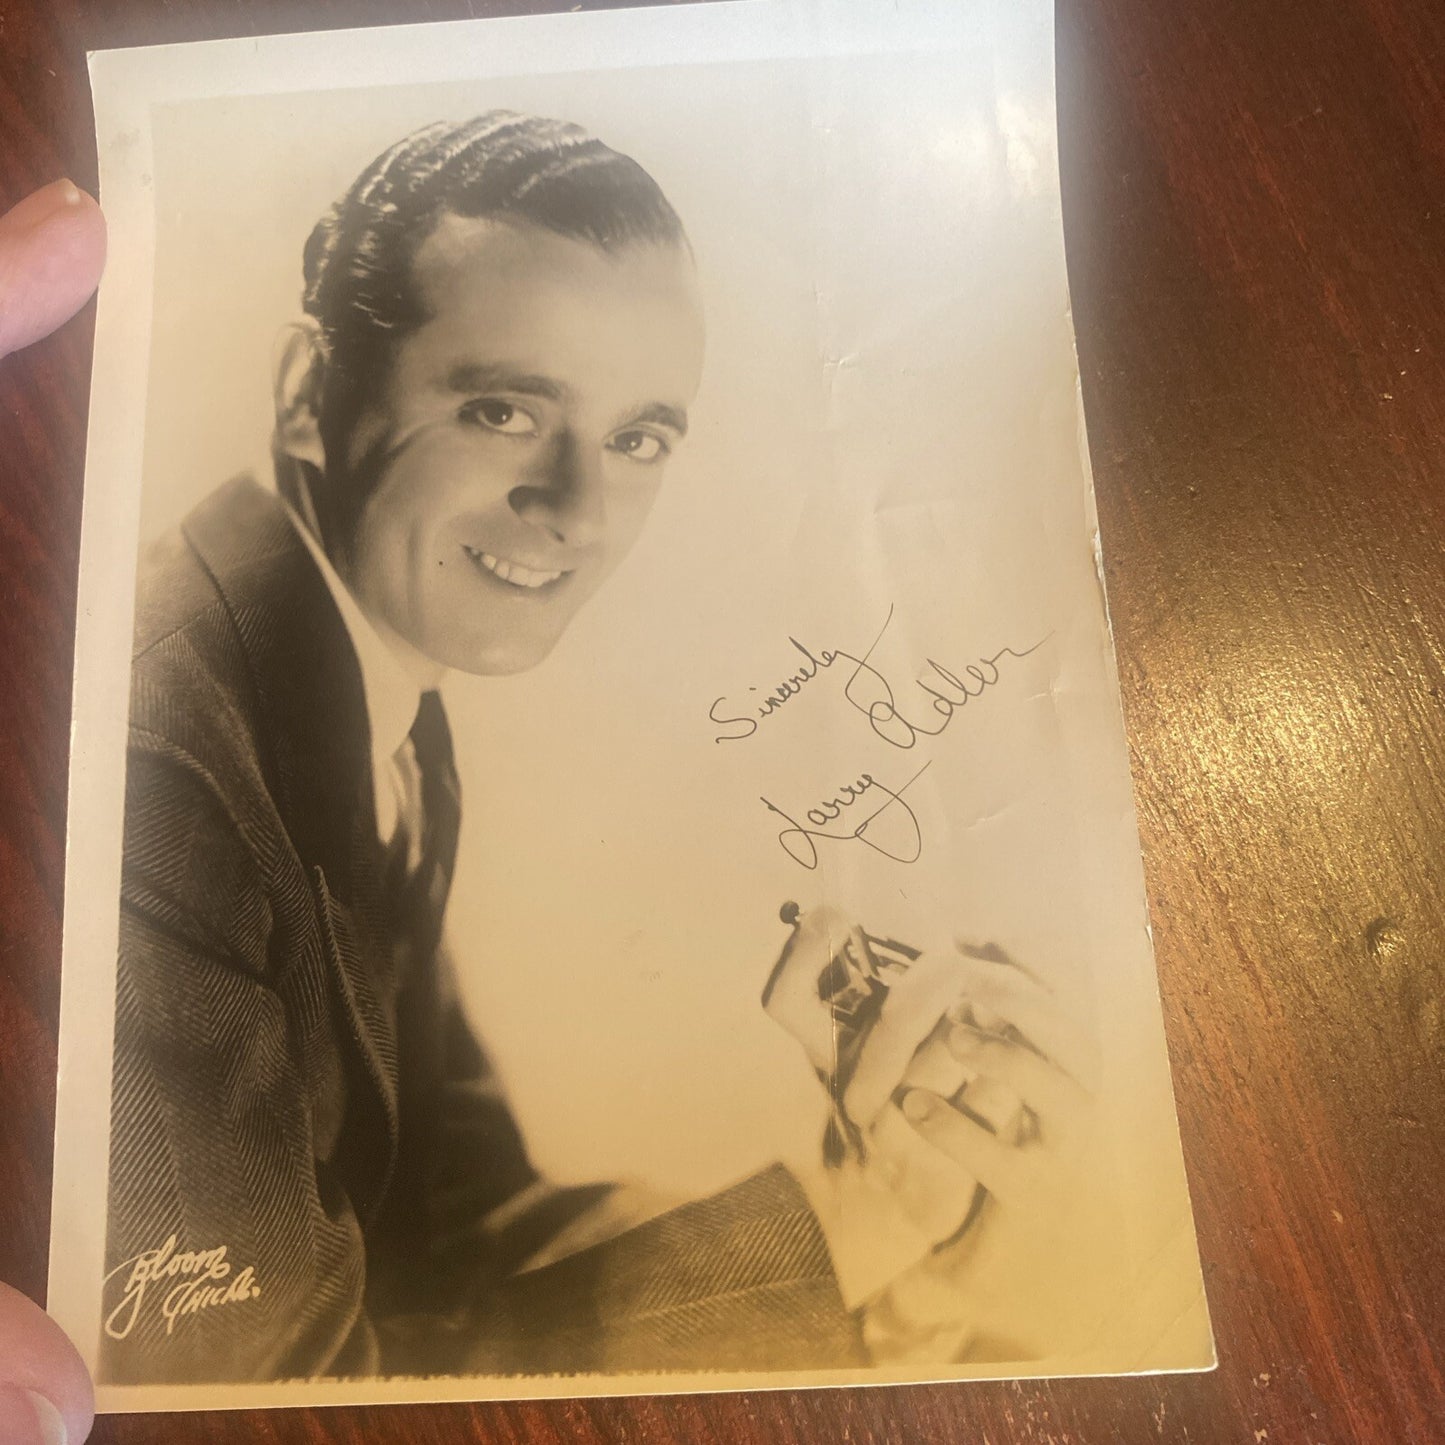 Sincerely
Larry Adler
Bloom
Chicago